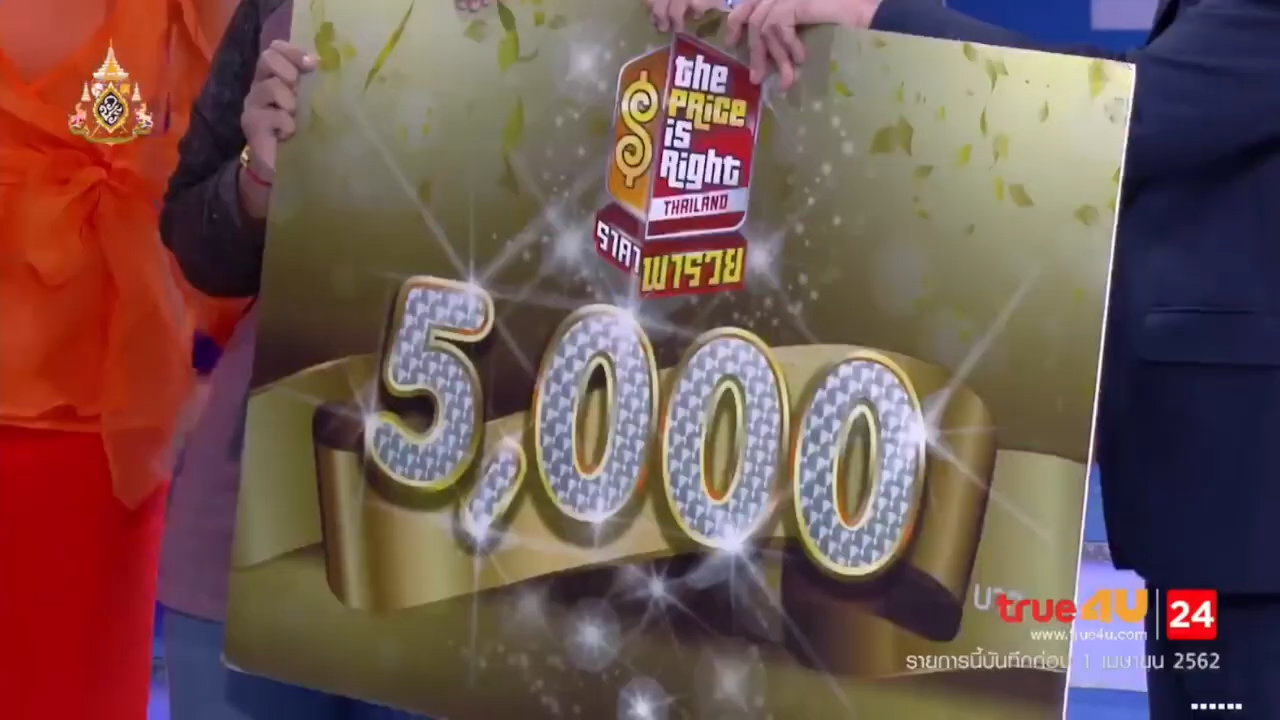 the
PRICE
is
Right
THAILAND
ราคา
พารวย
5,000
true4U 24
www.true4u.com
รายการนี้บันทึกก่อน 1 เมษายน 2562